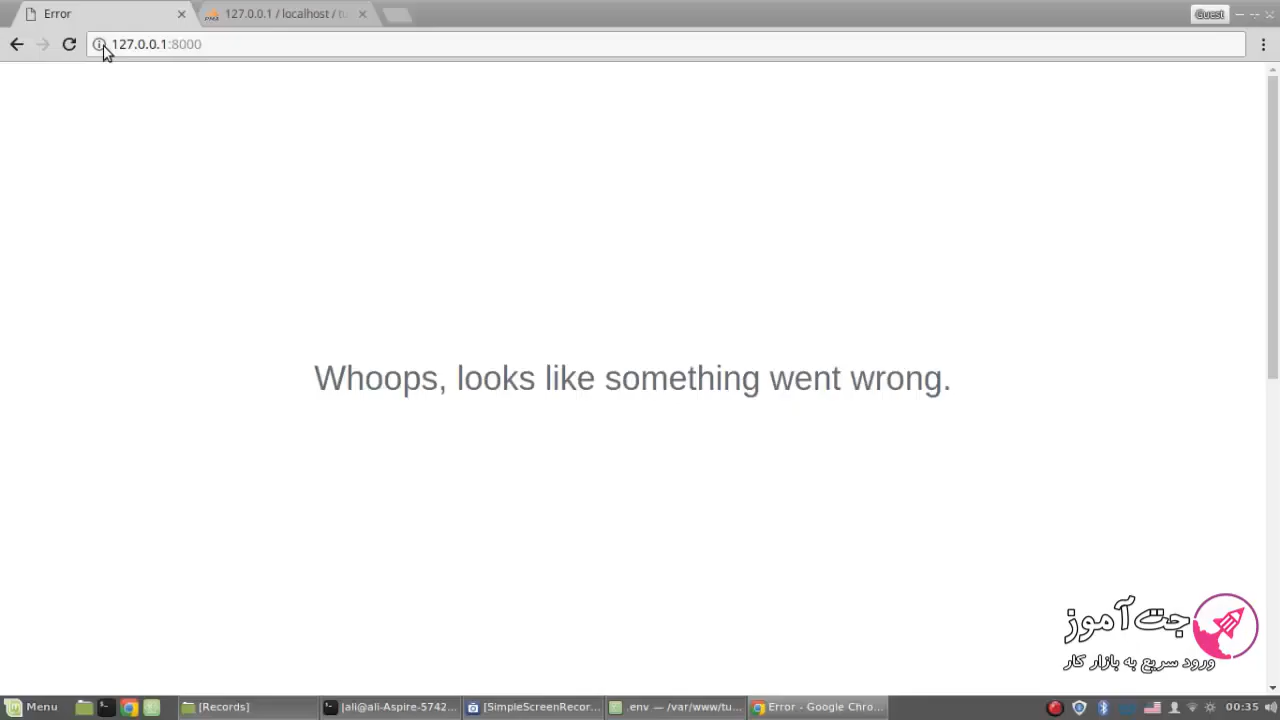 Error
127.0.0.1 / localhost / tu
Guest
127.0.0.1:8000
Whoops, looks like something went wrong.
جت آموز
ورود سریع به بازار کار
Menu
[Records]
[ali@ali-Aspire-5742...
[SimpleScreenRecor...
.env — /var/www/tu...
Error - Google Chro...
00:35